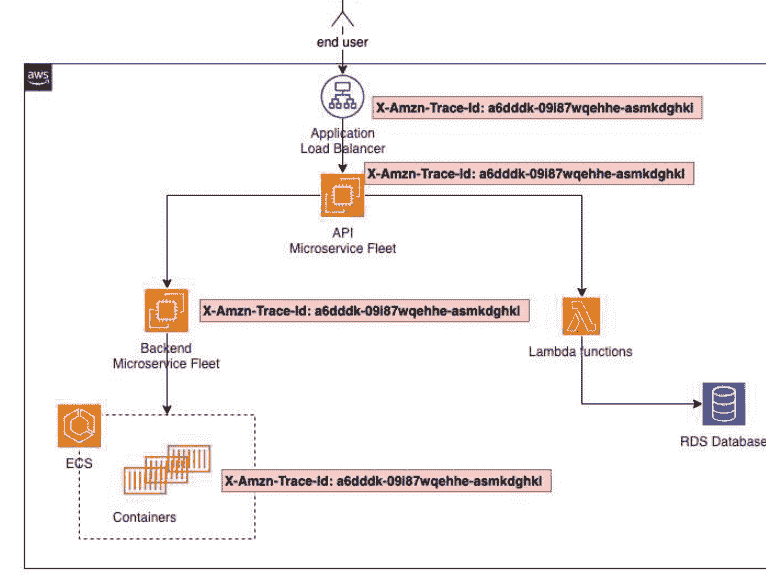 end user
aws
X-Amzn-Trace-Id: a6dddk-09i87wqehhe-asmkdghkl
Application
Load Balancer
X-Amzn-Trace-Id: a6dddk-09i87wqehhe-asmkdghkl
API
Microservice Fleet
X-Amzn-Trace-Id: a6dddk-09i87wqehhe-asmkdghkl
Backend
Microservice Fleet
Lambda functions
RDS Database
ECS
X-Amzn-Trace-Id: a6dddk-09i87wqehhe-asmkdghkl
Containers